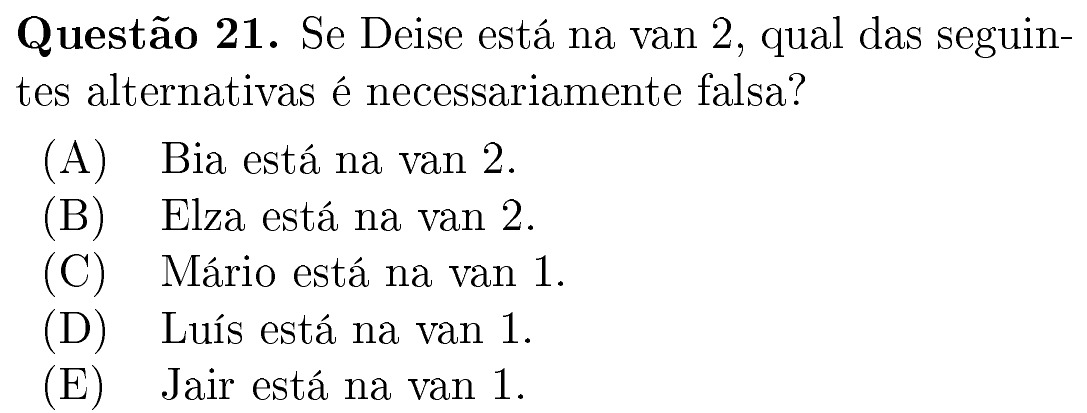 Questão 21. Se Deise está na van 2, qual das seguin-
tes alternativas é necessariamente falsa?
(A) Bia está na van 2.
(B) Elza está na van 2.
(C) Mário está na van 1.
(D) Luís está na van 1.
(E) Jair está na van 1.